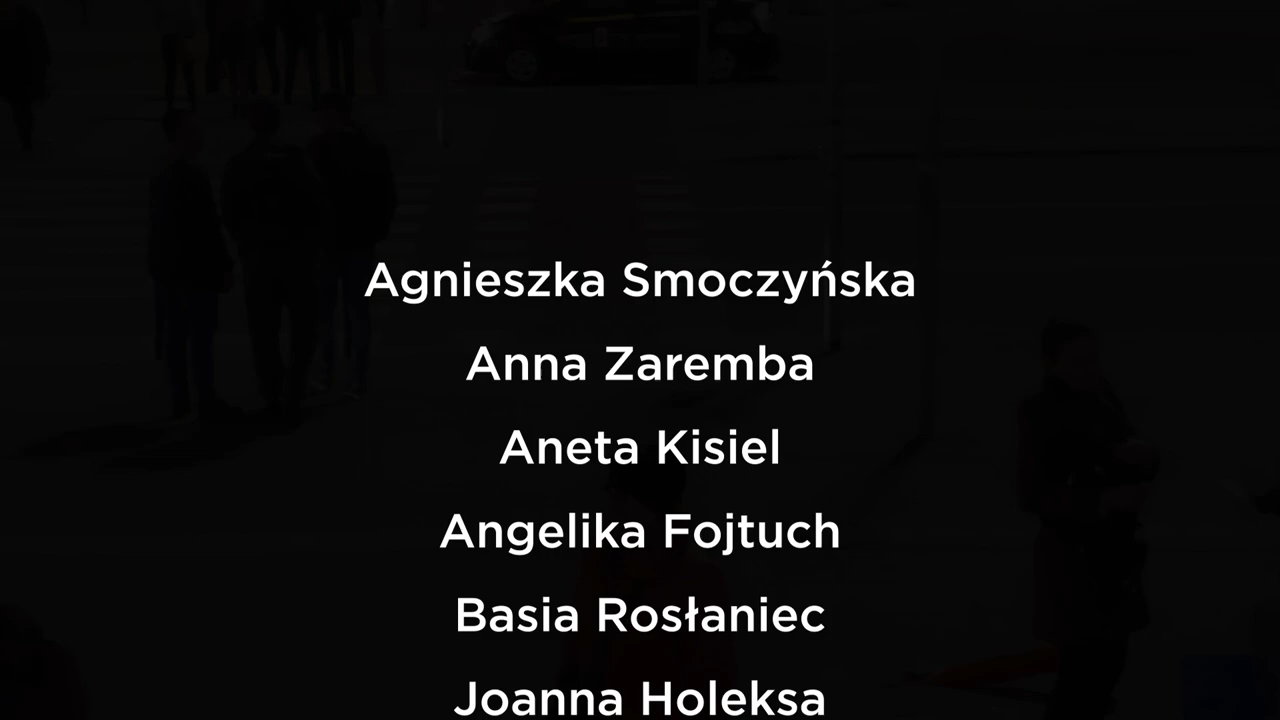 Agnieszka Smoczyńska
Anna Zaremba
Aneta Kisiel
Angelika Fojtuch
Basia Rosłaniec
Joanna Holeksa